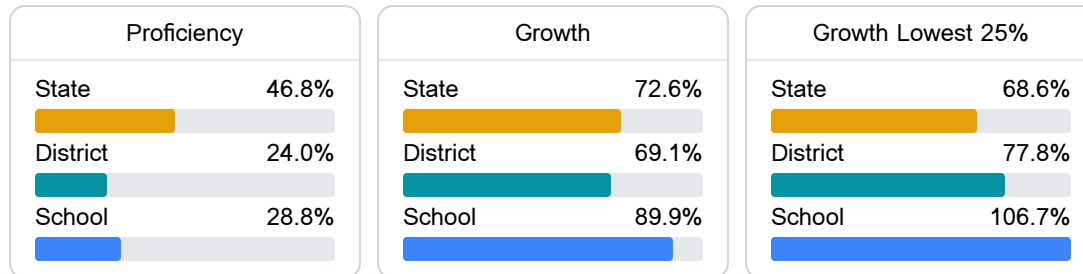 Proficiency
State 46.8%
District 24.0%
School 28.8%
Growth
State 72.6%
District 69.1%
School 89.9%
Growth Lowest 25%
State 68.6%
District 77.8%
School 106.7%